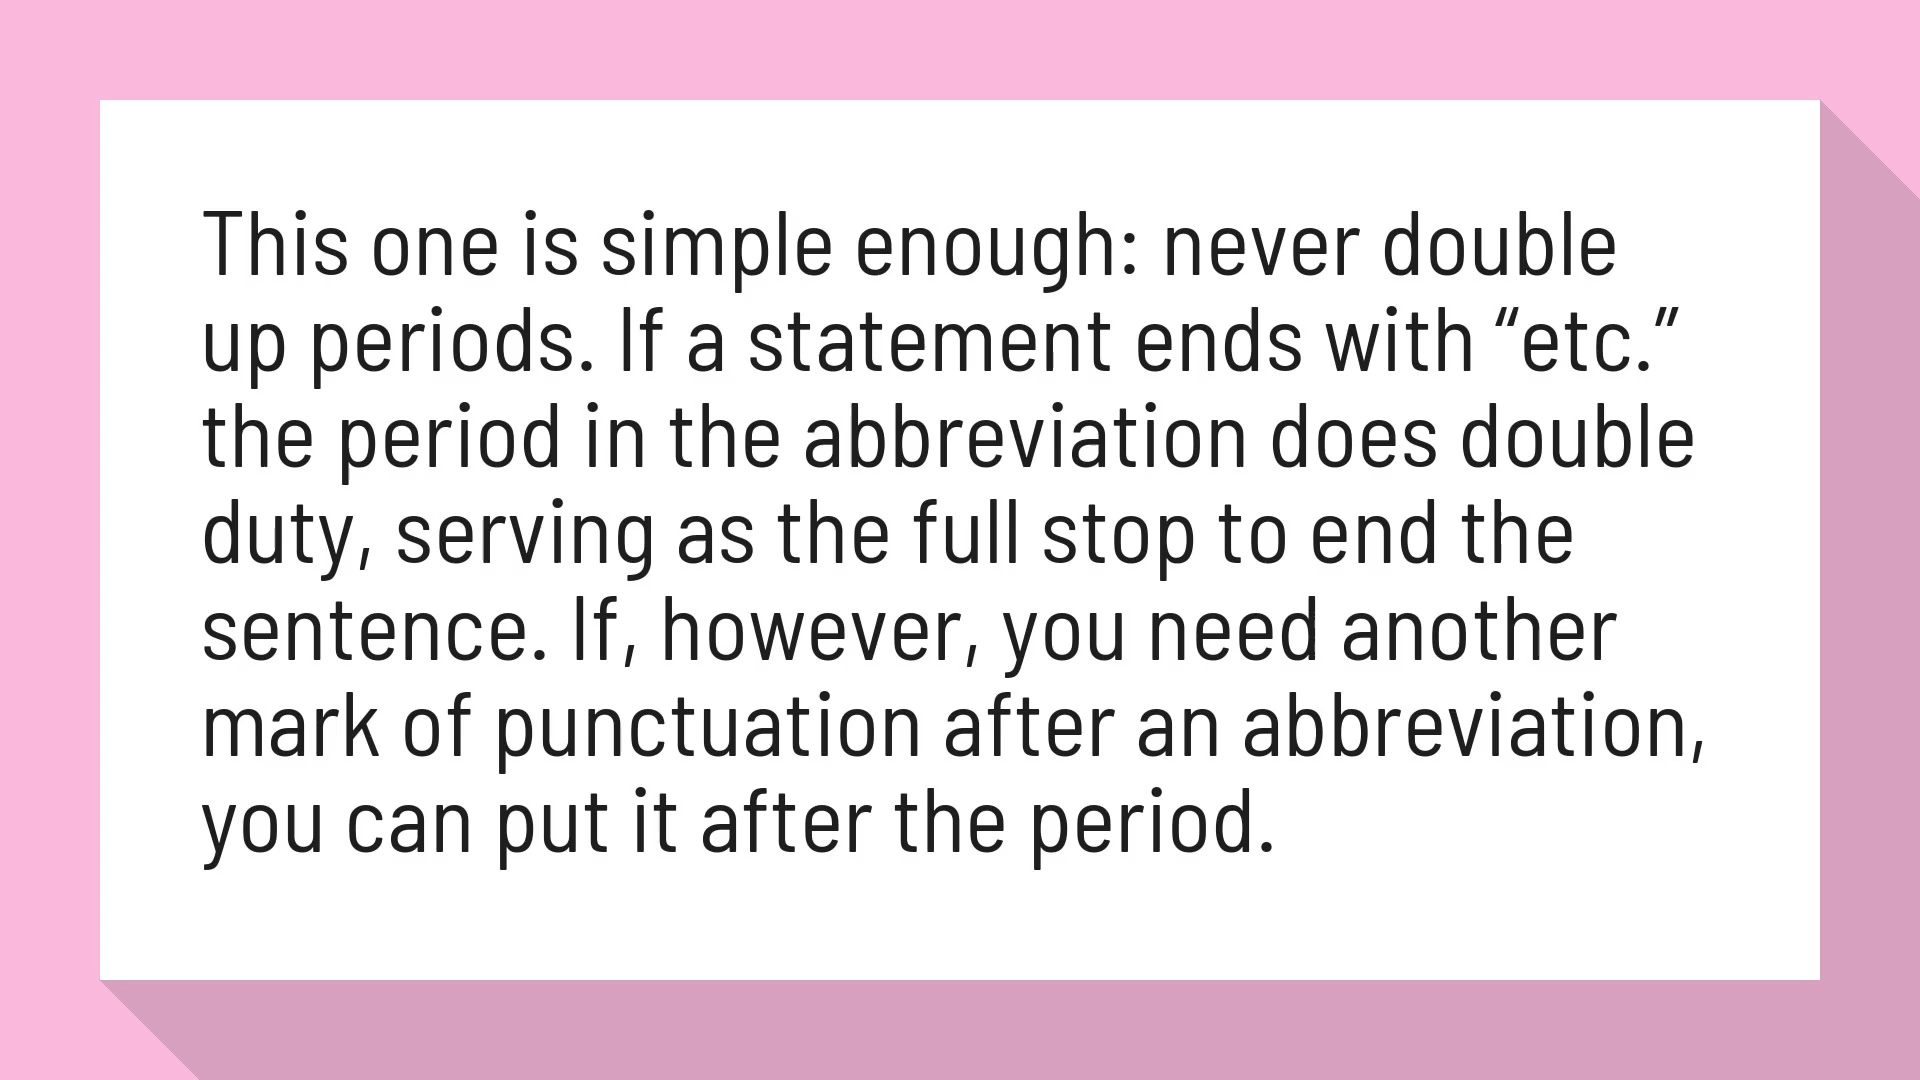 This one is simple enough: never double
up periods. If a statement ends with “etc.”
the period in the abbreviation does double
duty, serving as the full stop to end the
sentence. If, however, you need another
mark of punctuation after an abbreviation,
you can put it after the period.